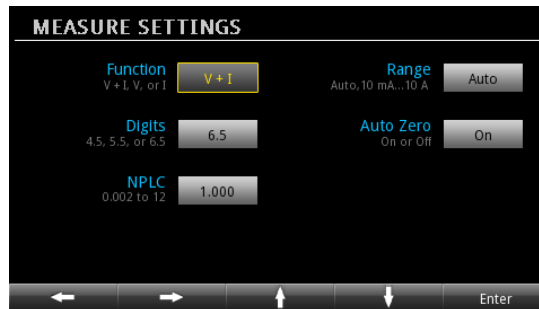 MEASURE SETTINGS
Function
V + I, V, or I
V + I
Range
Auto,10 mA...10 A
Auto
Digits
4.5, 5.5, or 6.5
6.5
Auto Zero
On or Off
On
NPLC
0.002 to 12
1.000
Enter